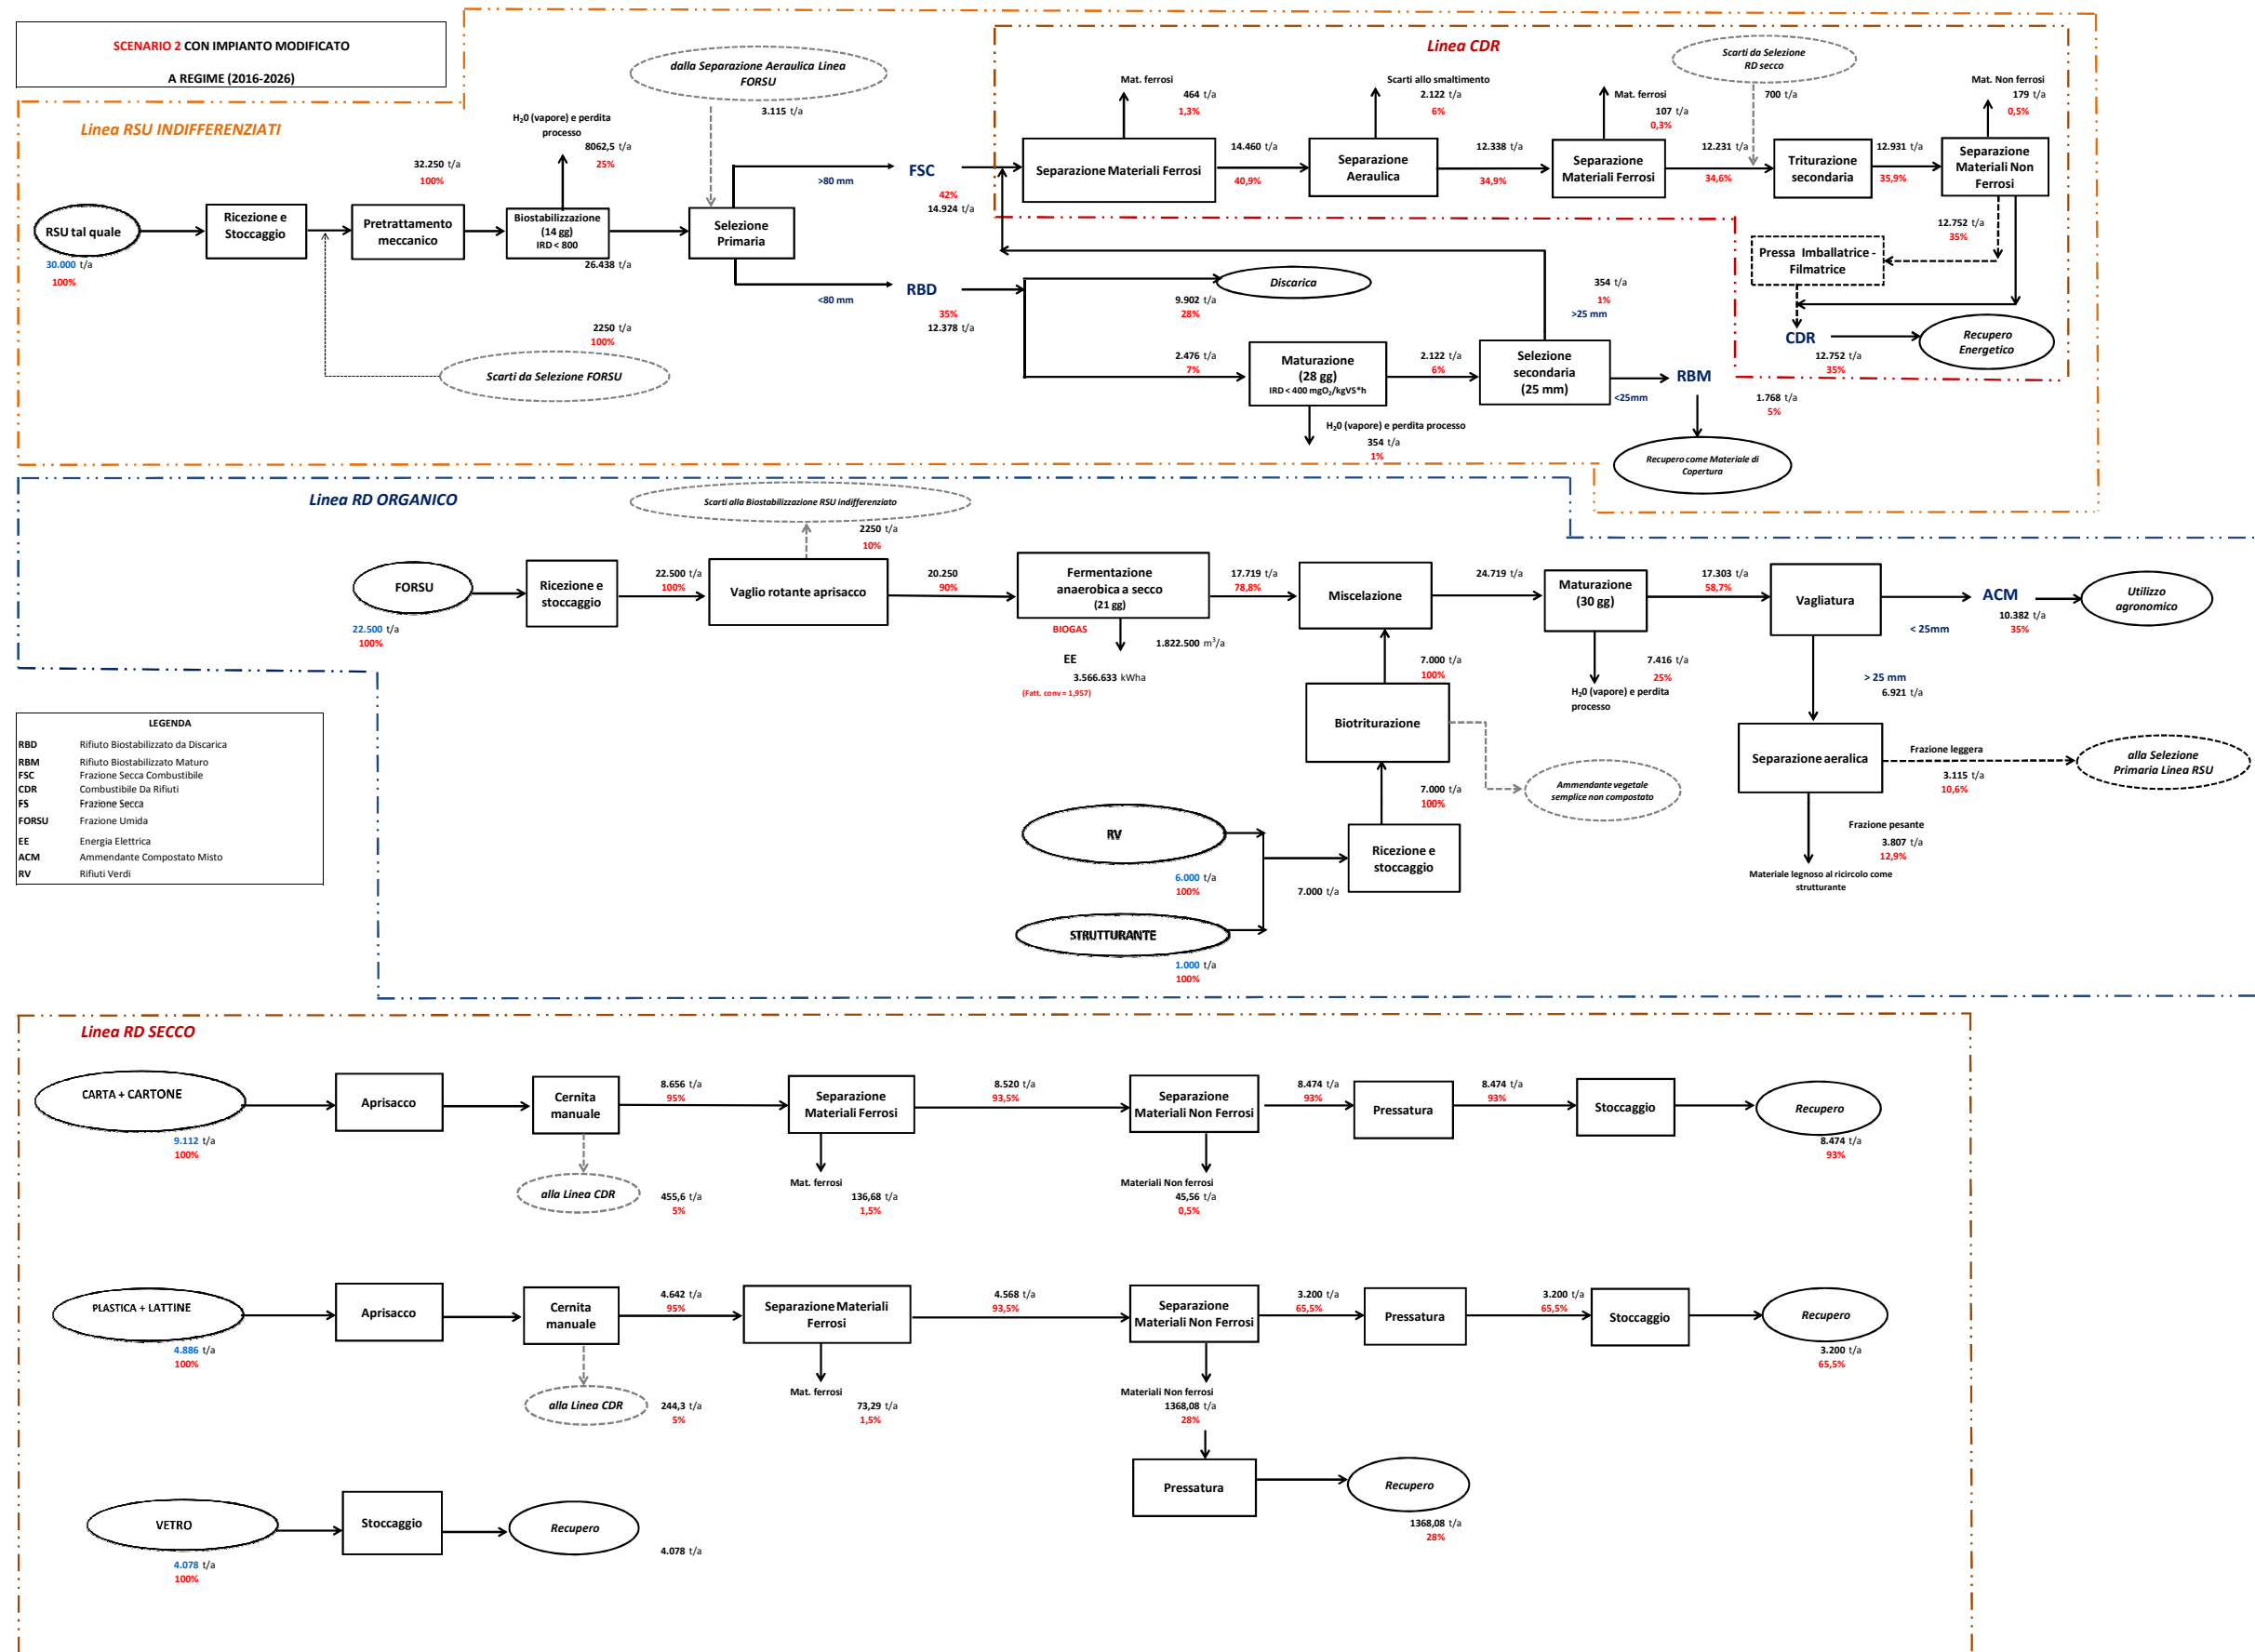 SCENARIO 2 CON IMPIANTO MODIFICATO
A REGIME (2016-2026)
Linea RSU INDIFFERENZIATI
RSU tal quale
30.000 t/a
100%
Ricezione e
Stoccaggio
32.250 t/a
100%
Pretrattamento
meccanico
2250 t/a
100%
Scarti da Selezione FORSU
H₂0 (vapore) e perdita
processo
8062,5 t/a
25%
Biostabilizzazione
(14 gg)
IRD < 800
26.438 t/a
dalla Separazione Aeraulica Linea
FORSU
3.115 t/a
Selezione
Primaria
>80 mm
FSC
42%
14.924 t/a
<80 mm
RBD
35%
12.378 t/a
Discarica
9.902 t/a
28%
2.476 t/a
7%
Maturazione
(28 gg)
IRD < 400 mgO₂/kgVS*h
H₂0 (vapore) e perdita processo
354 t/a
1%
2.122 t/a
6%
Selezione
secondaria
(25 mm)
354 t/a
1%
>25 mm
<25mm
RBM
1.768 t/a
5%
Recupero come Materiale di
Copertura
Linea CDR
Separazione Materiali Ferrosi
Mat. ferrosi
464 t/a
1,3%
14.460 t/a
40,9%
Separazione
Aeraulica
Scarti allo smaltimento
2.122 t/a
6%
12.338 t/a
34,9%
Separazione
Materiali Ferrosi
Mat. ferrosi
107 t/a
0,3%
12.231 t/a
34,6%
Scarti da Selezione
RD secco
700 t/a
Triturazione
secondaria
12.931 t/a
35,9%
Separazione
Materiali Non
Ferrosi
Mat. Non ferrosi
179 t/a
0,5%
12.752 t/a
35%
Pressa Imballatrice -
Filmatrice
CDR
12.752 t/a
35%
Recupero
Energetico
Linea RD ORGANICO
Scarti alla Biostabilizzazione RSU indifferenziato
2250 t/a
10%
FORSU
22.500 t/a
100%
Ricezione e
stoccaggio
22.500 t/a
100%
Vaglio rotante aprisacco
20.250
90%
Fermentazione
anaerobica a secco
(21 gg)
BIOGAS
1.822.500 m³/a
EE
3.566.633 kWha
(Fatt. conv = 1,957)
17.719 t/a
78,8%
Miscelazione
24.719 t/a
Maturazione
(30 gg)
7.416 t/a
25%
H₂0 (vapore) e perdita
processo
17.303 t/a
58,7%
Vagliatura
< 25mm
ACM
10.382 t/a
35%
Utilizzo
agronomico
> 25 mm
6.921 t/a
7.000 t/a
100%
Biotriturazione
Ammendante vegetale
semplice non compostato
7.000 t/a
100%
Ricezione e
stoccaggio
RV
6.000 t/a
100%
7.000 t/a
STRUTTURANTE
1.000 t/a
100%
Separazione aeralica
Frazione leggera
3.115 t/a
10,6%
alla Selezione
Primaria Linea RSU
Frazione pesante
3.807 t/a
12,9%
Materiale legnoso al ricircolo come
strutturante
LEGENDA
RBD Rifiuto Biostabilizzato da Discarica
RBM Rifiuto Biostabilizzato Maturo
FSC Frazione Secca Combustibile
CDR Combustibile Da Rifiuti
FS Frazione Secca
FORSU Frazione Umida
EE Energia Elettrica
ACM Ammendante Compostato Misto
RV Rifiuti Verdi
Linea RD SECCO
CARTA + CARTONE
9.112 t/a
100%
Aprisacco
Cernita
manuale
alla Linea CDR
455,6 t/a
5%
8.656 t/a
95%
Separazione
Materiali Ferrosi
Mat. ferrosi
136,68 t/a
1,5%
8.520 t/a
93,5%
Separazione
Materiali Non Ferrosi
Materiali Non ferrosi
45,56 t/a
0,5%
8.474 t/a
93%
Pressatura
8.474 t/a
93%
Stoccaggio
Recupero
8.474 t/a
93%
PLASTICA + LATTINE
4.886 t/a
100%
Aprisacco
Cernita
manuale
alla Linea CDR
244,3 t/a
5%
4.642 t/a
95%
Separazione Materiali
Ferrosi
Mat. ferrosi
73,29 t/a
1,5%
4.568 t/a
93,5%
Separazione
Materiali Non Ferrosi
Materiali Non ferrosi
1368,08 t/a
28%
3.200 t/a
65,5%
Pressatura
3.200 t/a
65,5%
Stoccaggio
Recupero
3.200 t/a
65,5%
Pressatura
Recupero
1368,08 t/a
28%
VETRO
4.078 t/a
100%
Stoccaggio
Recupero
4.078 t/a